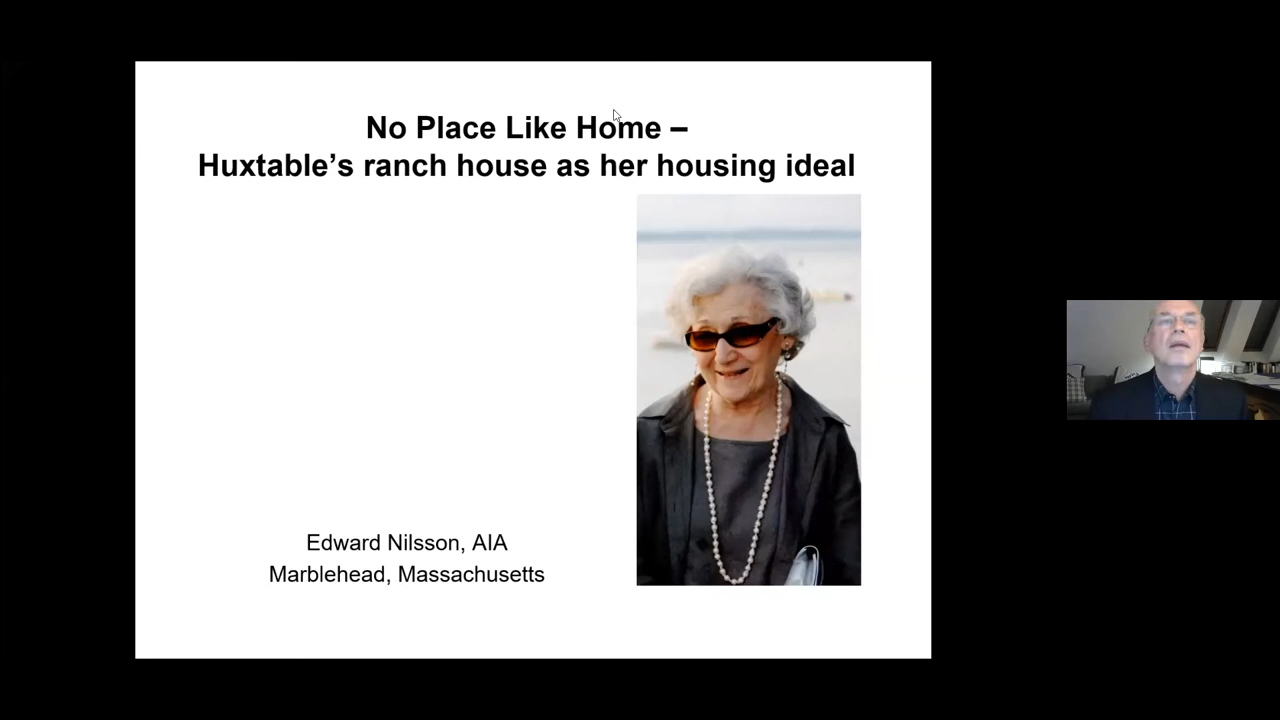 No Place Like Home –
Huxtable’s ranch house as her housing ideal
Edward Nilsson, AIA
Marblehead, Massachusetts